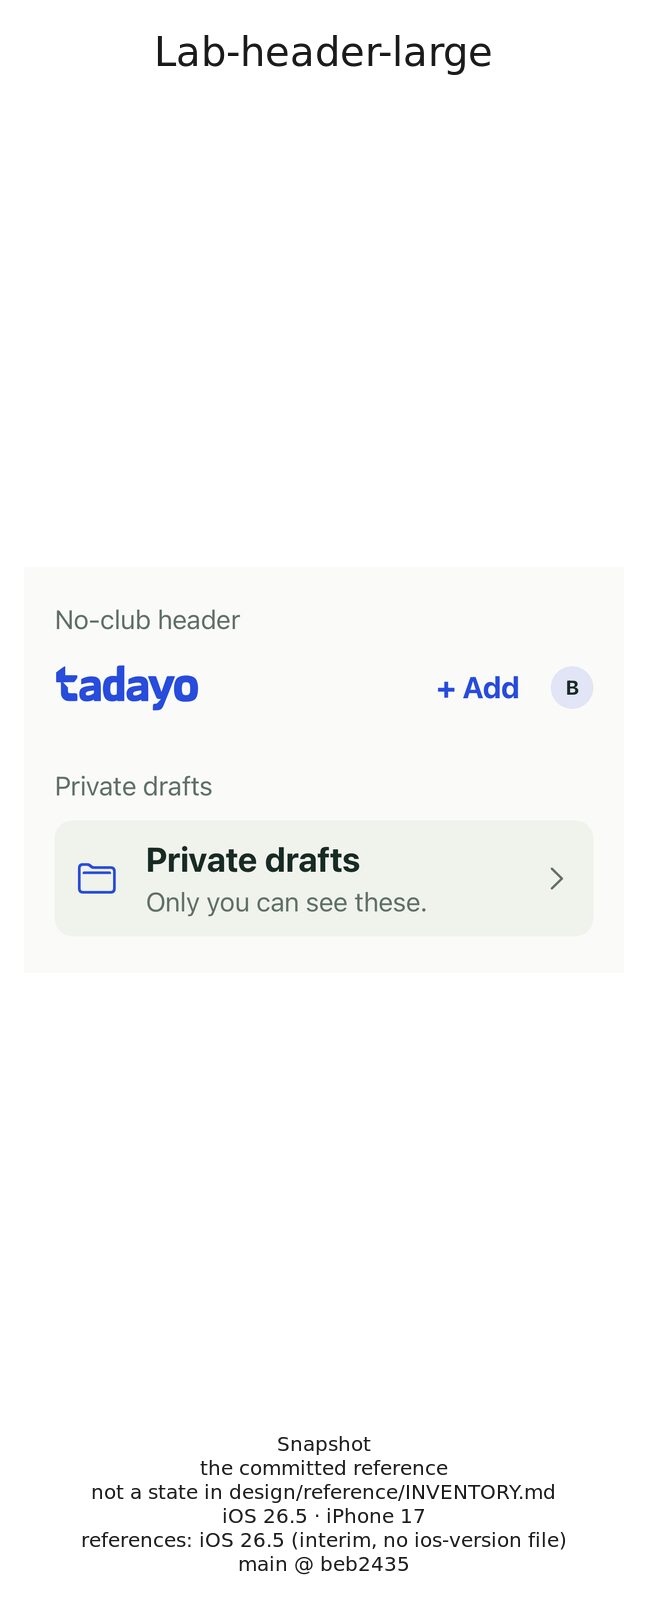 Lab-header-large
No-club header
tadayo
+ Add
B
Private drafts
Private drafts
Only you can see these.
Snapshot
the committed reference
not a state in design/reference/INVENTORY.md
iOS 26.5 · iPhone 17
references: iOS 26.5 (interim, no ios-version file)
main @ beb2435